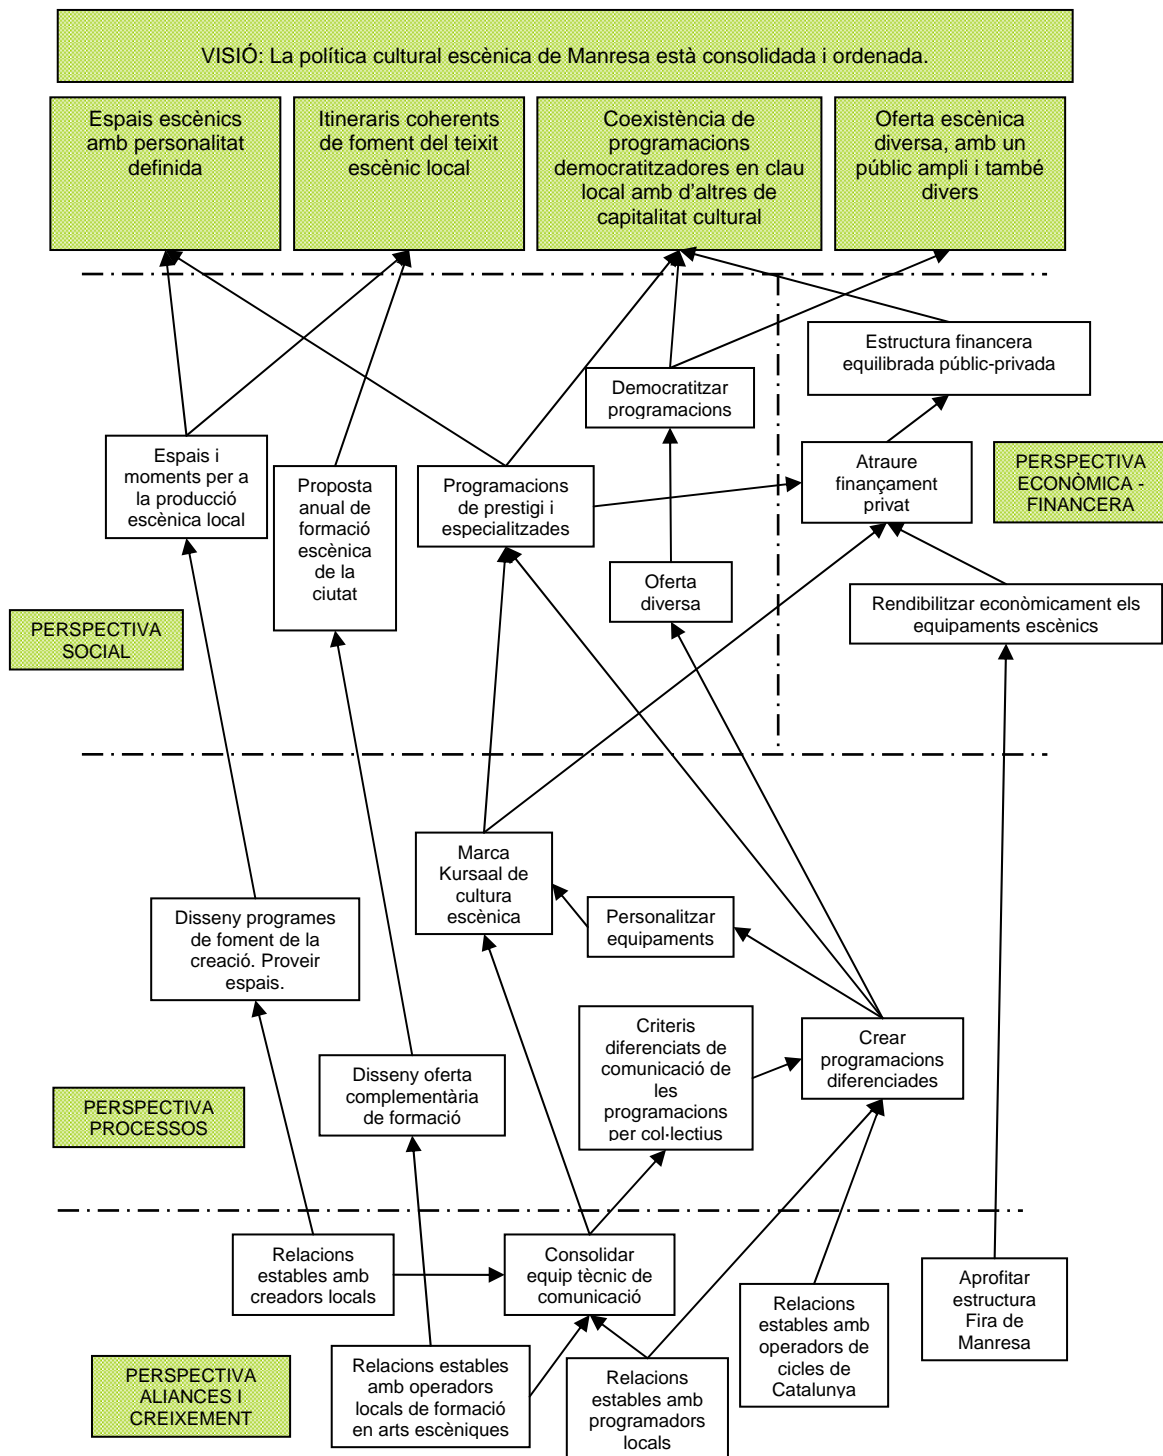 VISIÓ: La política cultural escènica de Manresa està consolidada i ordenada.
Espais escènics
amb personalitat
definida
Itineraris coherents
de foment del teixit
escènic local
Coexistència de
programacions
democratitzadores en clau
local amb d'altres de
capitalitat cultural
Oferta escènica
diversa, amb un
públic ampli i també
divers
Estructura financera
equilibrada públic-privada
Democratitzar
programacions
Espais i
moments per a
la producció
escènica local
Proposta
anual de
formació
escènica
de la
ciutat
Programacions
de prestigi i
especialitzades
Atraure
finançament
privat
PERSPECTIVA
ECONÒMICA -
FINANCERA
Oferta
diversa
Rendibilitzar econòmicament els
equipaments escènics
PERSPECTIVA
SOCIAL
Marca
Kursaal de
cultura
escènica
Disseny programes
de foment de la
creació. Proveir
espais.
Personalitzar
equipaments
Criteris
diferenciats de
comunicació de
les
programacions
per col·lectius
Crear
programacions
diferenciades
Disseny oferta
complementària
de formació
PERSPECTIVA
PROCESSOS
Relacions
estables amb
creadors locals
Consolidar
equip tècnic de
comunicació
Relacions
estables amb
operadors de
cicles de
Catalunya
Aprofitar
estructura
Fira de
Manresa
PERSPECTIVA
ALIANCES I
CREIXEMENT
Relacions estables
amb operadors
locals de formació
en arts escèniques
Relacions
estables amb
programadors
locals